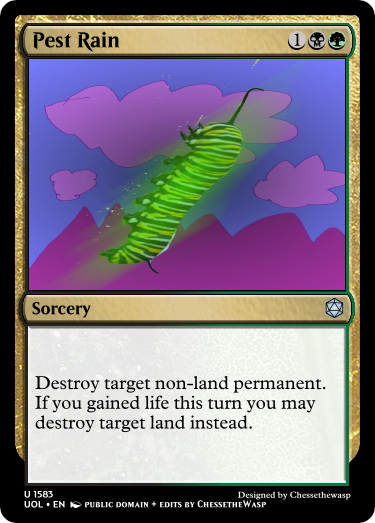 Pest Rain
1
Sorcery
Destroy target non-land permanent.
If you gained life this turn you may
destroy target land instead.
U 1583
UOL • EN PUBLIC DOMAIN + EDITS BY CHESSETHEWASP
Designed by Chessethewasp